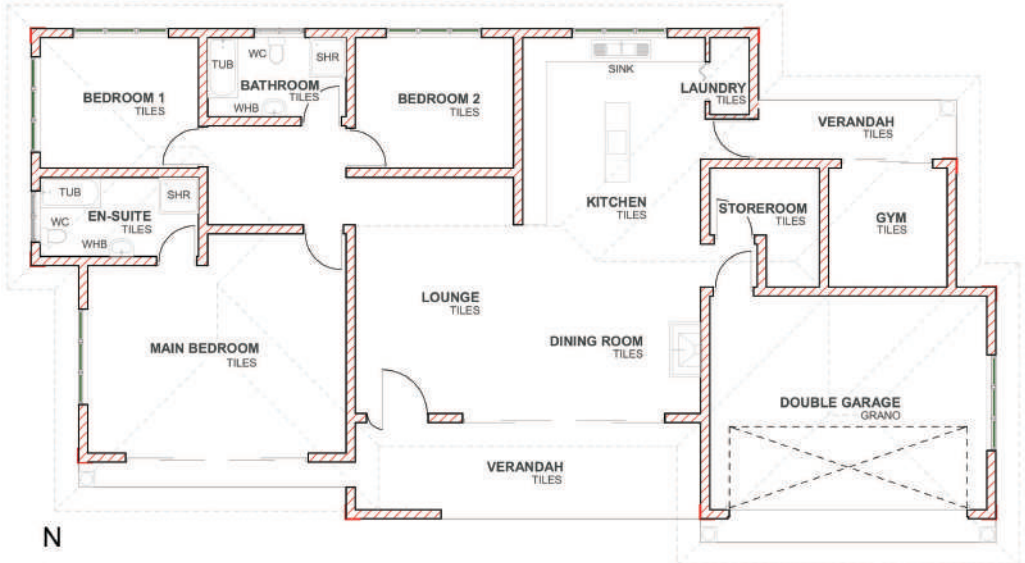 WC
TUB
SHR
BATHROOM
TILES
WHB
BEDROOM 1
TILES
BEDROOM 2
TILES
SINK
LAUNDRY
TILES
VERANDAH
TILES
TUB
SHR
EN-SUITE
TILES
WC
WHB
KITCHEN
TILES
STOREROOM
TILES
GYM
TILES
LOUNGE
TILES
MAIN BEDROOM
TILES
DINING ROOM
TILES
DOUBLE GARAGE
GRANO
VERANDAH
TILES
N